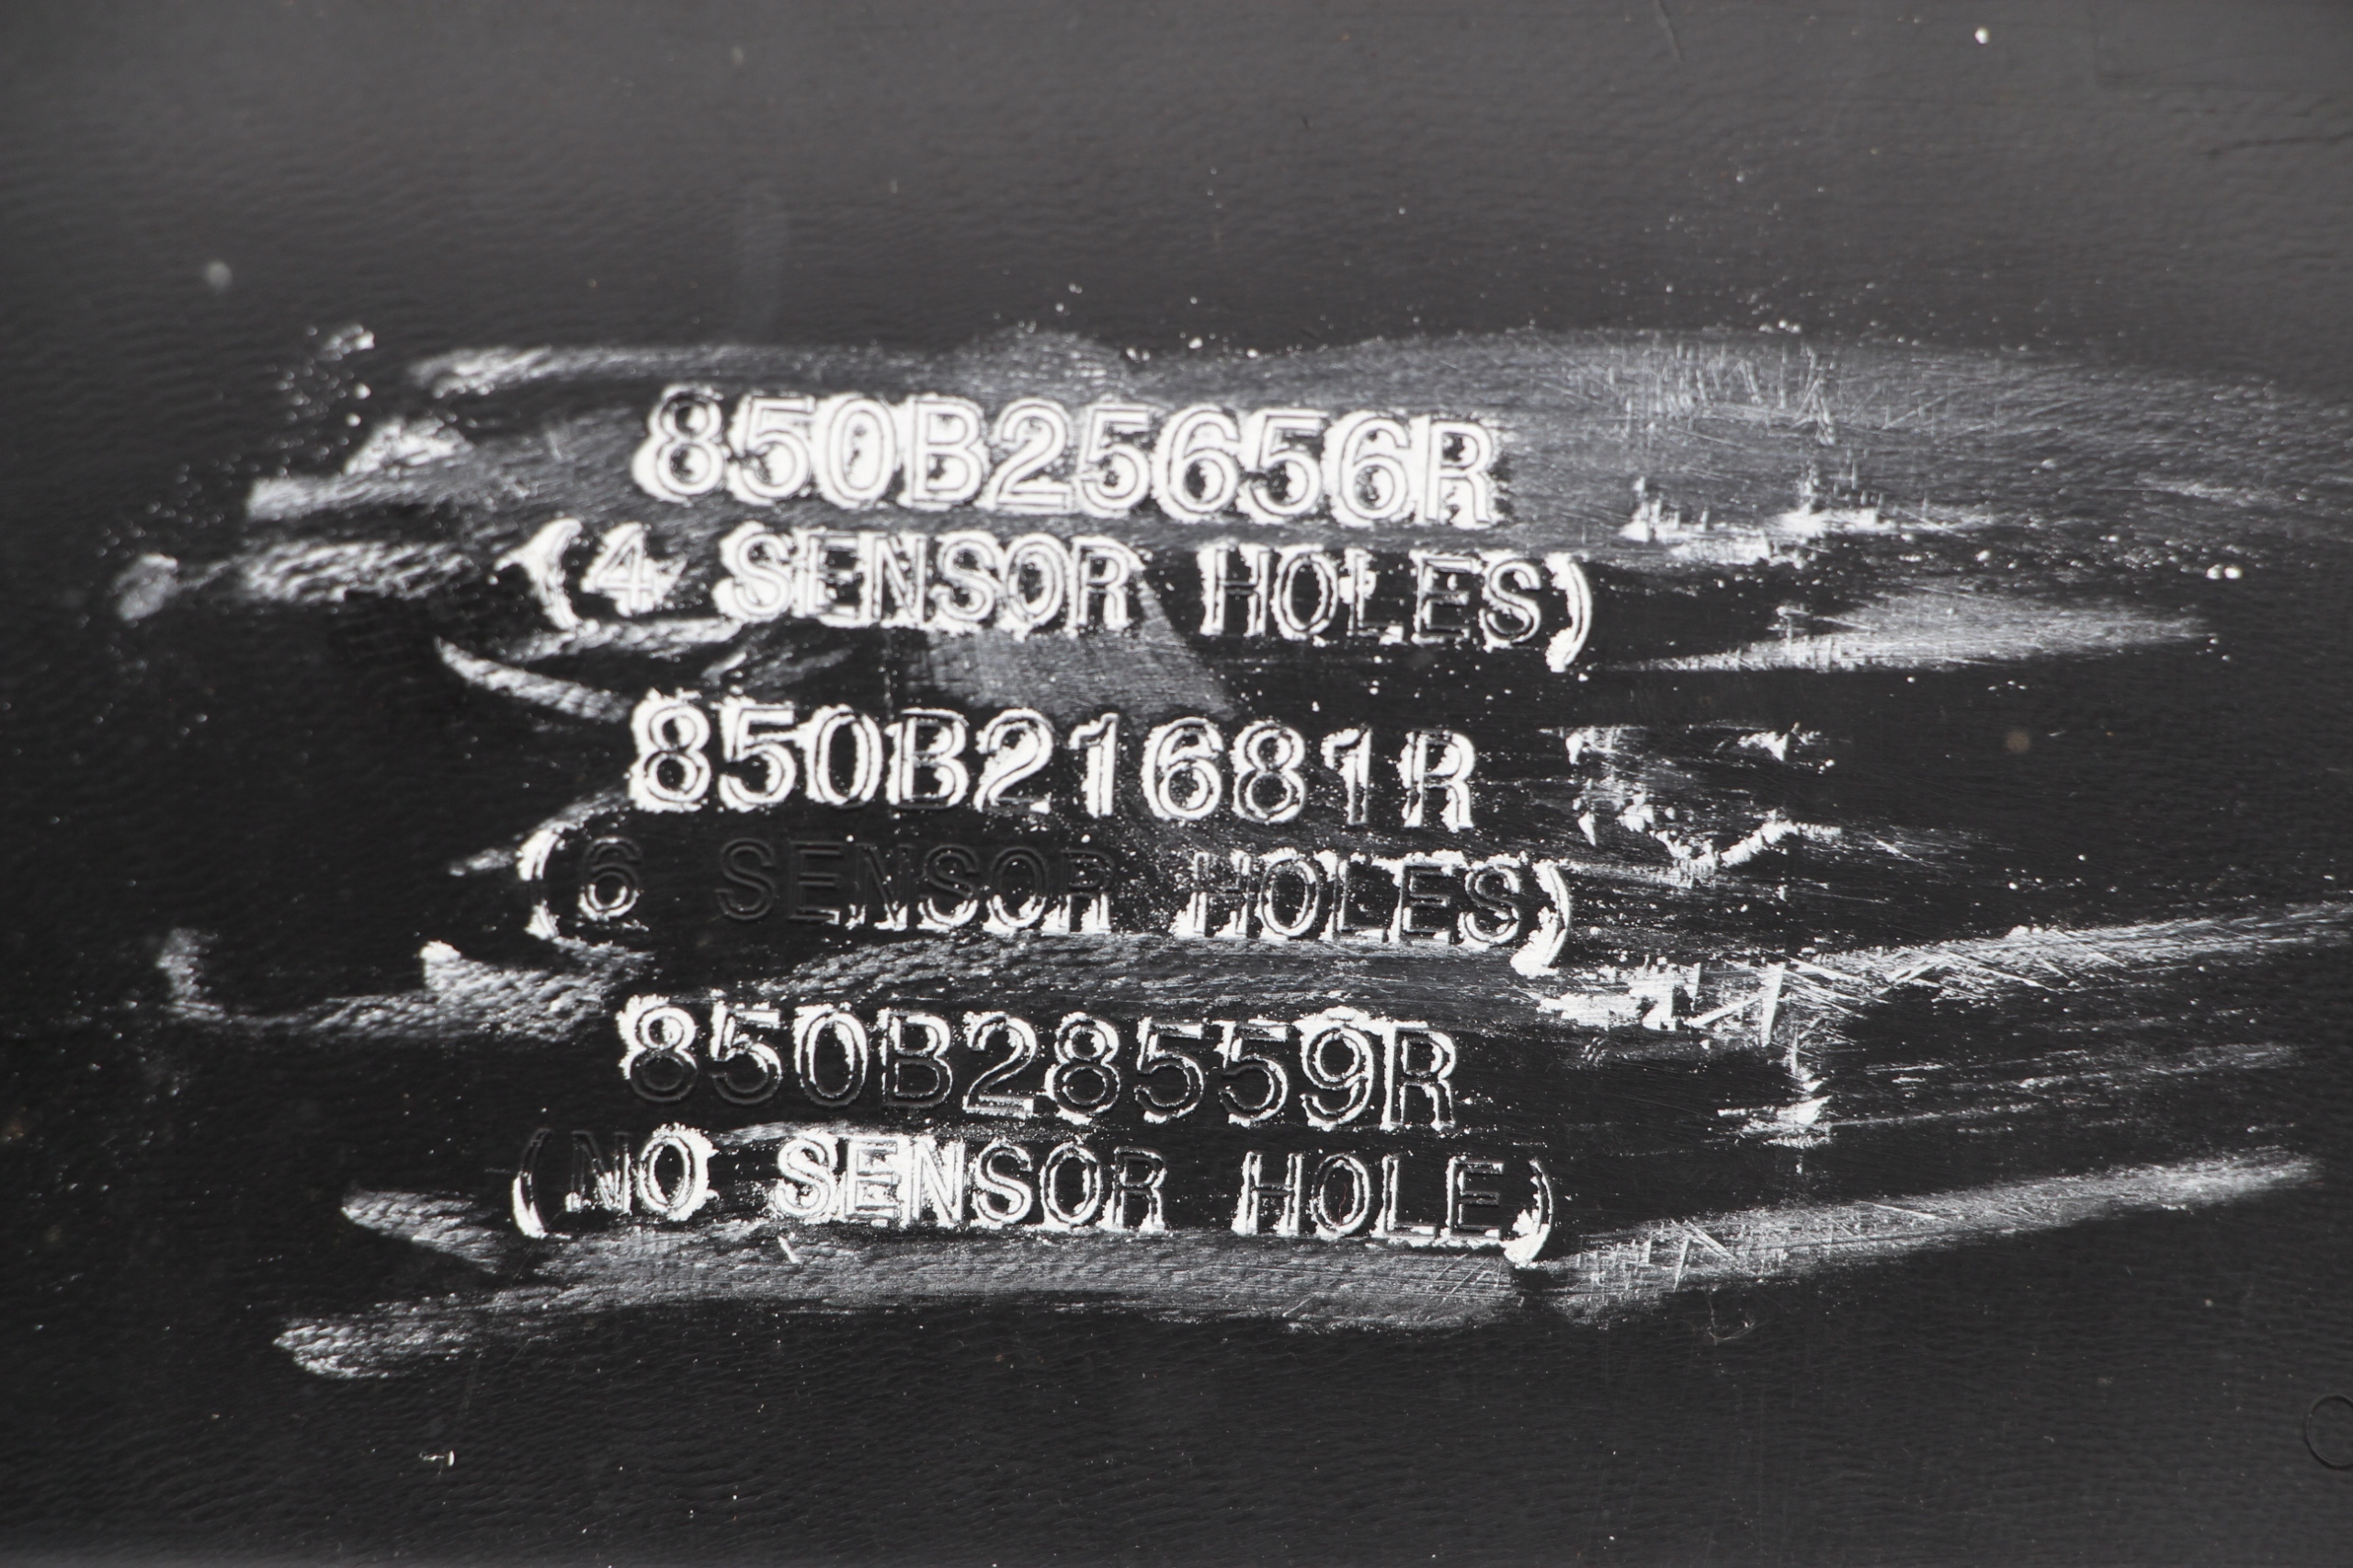 850B25656R
(4 SENSOR HOLES)
850B21681R
(6 SENSOR HOLES)
850B28559R
(NO SENSOR HOLE)